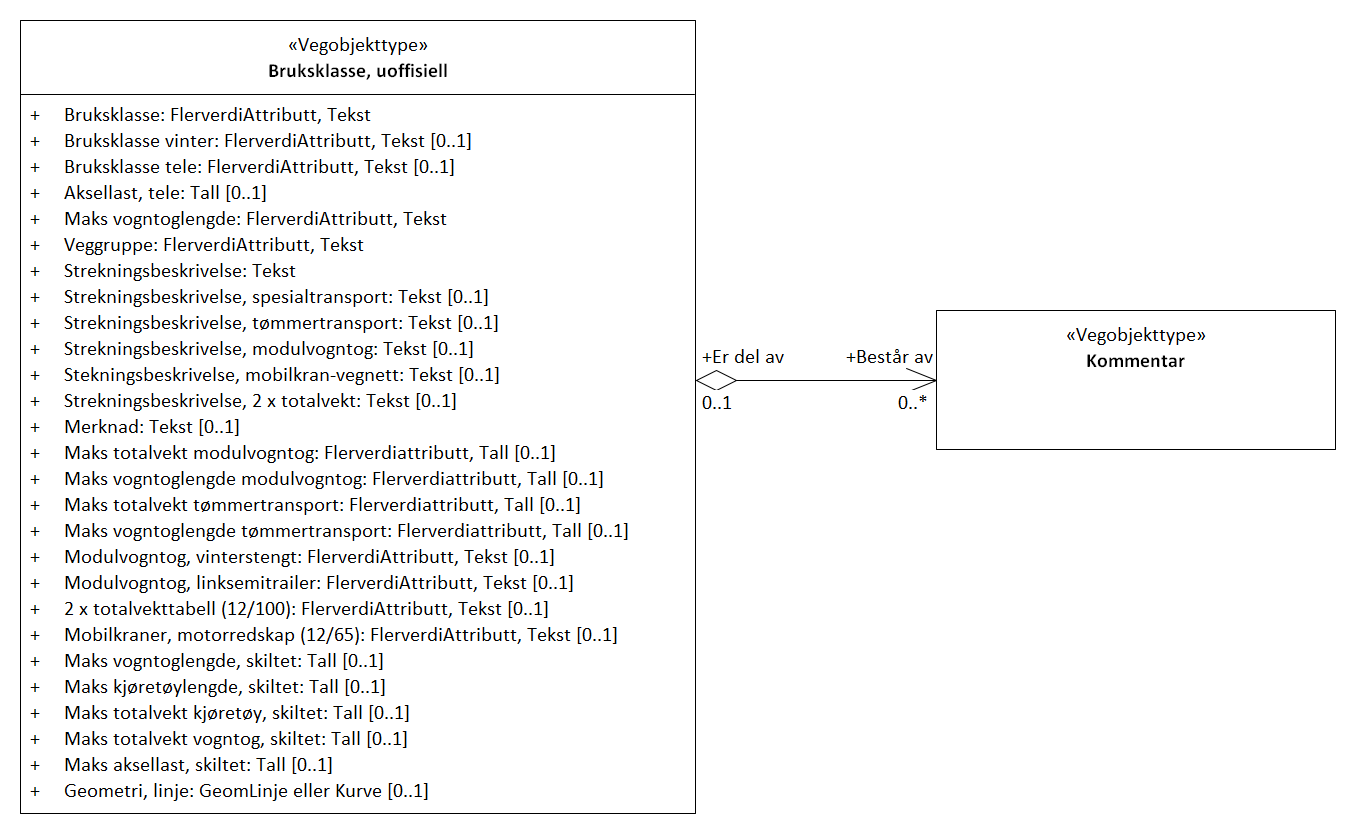 «Vegobjekttype»
Bruksklasse, uoffisiell
+ Bruksklasse: FlerverdiAttributt, Tekst
+ Bruksklasse vinter: FlerverdiAttributt, Tekst [0..1]
+ Bruksklasse tele: FlerverdiAttributt, Tekst [0..1]
+ Aksellast, tele: Tall [0..1]
+ Maks vogntoglengde: FlerverdiAttributt, Tekst
+ Veggruppe: FlerverdiAttributt, Tekst
+ Strekningsbeskrivelse: Tekst
+ Strekningsbeskrivelse, spesialtransport: Tekst [0..1]
+ Strekningsbeskrivelse, tømmertransport: Tekst [0..1]
+ Strekningsbeskrivelse, modulvogntog: Tekst [0..1]
+ Stekningsbeskrivelse, mobilkran-vegnett: Tekst [0..1]
+ Strekningsbeskrivelse, 2 x totalvekt: Tekst [0..1]
+ Merknad: Tekst [0..1]
+ Maks totalvekt modulvogntog: Flerverdiattributt, Tall [0..1]
+ Maks vogntoglengde modulvogntog: Flerverdiattributt, Tall [0..1]
+ Maks totalvekt tømmertransport: Flerverdiattributt, Tall [0..1]
+ Maks vogntoglengde tømmertransport: Flerverdiattributt, Tall [0..1]
+ Modulvogntog, vinterstengt: FlerverdiAttributt, Tekst [0..1]
+ Modulvogntog, linksemitrailer: FlerverdiAttributt, Tekst [0..1]
+ 2 x totalvekttabell (12/100): FlerverdiAttributt, Tekst [0..1]
+ Mobilkraner, motorredskap (12/65): FlerverdiAttributt, Tekst [0..1]
+ Maks vogntoglengde, skiltet: Tall [0..1]
+ Maks kjøretøylengde, skiltet: Tall [0..1]
+ Maks totalvekt kjøretøy, skiltet: Tall [0..1]
+ Maks totalvekt vogntog, skiltet: Tall [0..1]
+ Maks aksellast, skiltet: Tall [0..1]
+ Geometri, linje: GeomLinje eller Kurve [0..1]
+Er del av
0..1
+Består av
0..*
«Vegobjekttype»
Kommentar